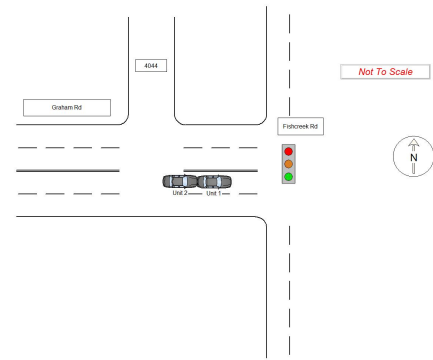 4044
Not To Scale
Graham Rd
Fishcreek Rd
N
Unit 2
Unit 1